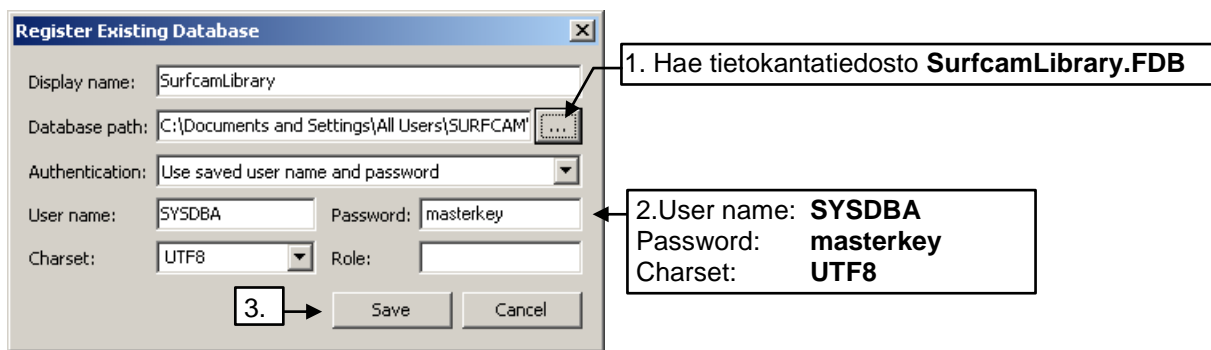 Register Existing Database
Display name: SurfcamLibrary
Database path: C:\Documents and Settings\All Users\SURFCAM' ...
Authentication: Use saved user name and password
User name: SYSDBA Password: masterkey
Charset: UTF8 Role:
3. Save Cancel
1. Hae tietokantatiedosto SurfcamLibrary.FDB
2.User name: SYSDBA
Password: masterkey
Charset: UTF8